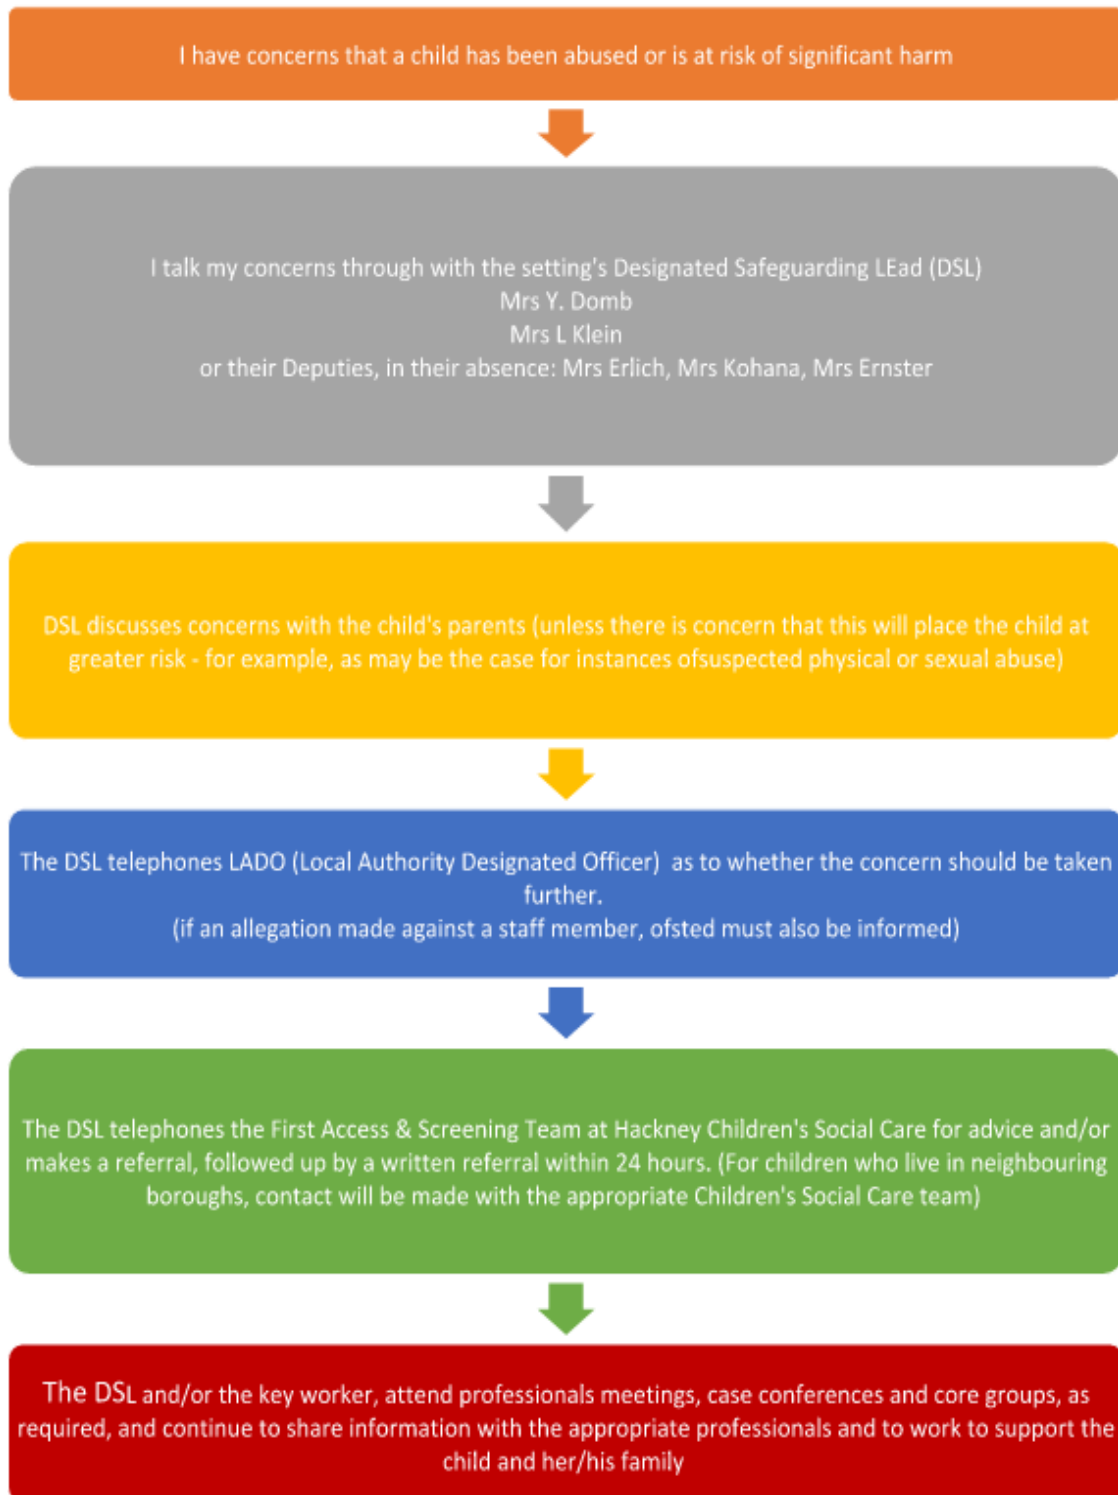 I have concerns that a child has been abused or is at risk of significant harm
I talk my concerns through with the setting's Designated Safeguarding LEad (DSL)
Mrs Y. Domb
Mrs L Klein
or their Deputies, in their absence: Mrs Erlich, Mrs Kohana, Mrs Ernster
DSL discusses concerns with the child's parents (unless there is concern that this will place the child at
greater risk - for example, as may be the case for instances ofsuspected physical or sexual abuse)
The DSL telephones LADO (Local Authority Designated Officer)  as to whether the concern should be taken
further.
(if an allegation made against a staff member, ofsted must also be informed)
The DSL telephones the First Access & Screening Team at Hackney Children's Social Care for advice and/or
makes a referral, followed up by a written referral within 24 hours. (For children who live in neighbouring
boroughs, contact will be made with the appropriate Children's Social Care team)
The DSL and/or the key worker, attend professionals meetings, case conferences and core groups, as
required, and continue to share information with the appropriate professionals and to work to support the
child and her/his family